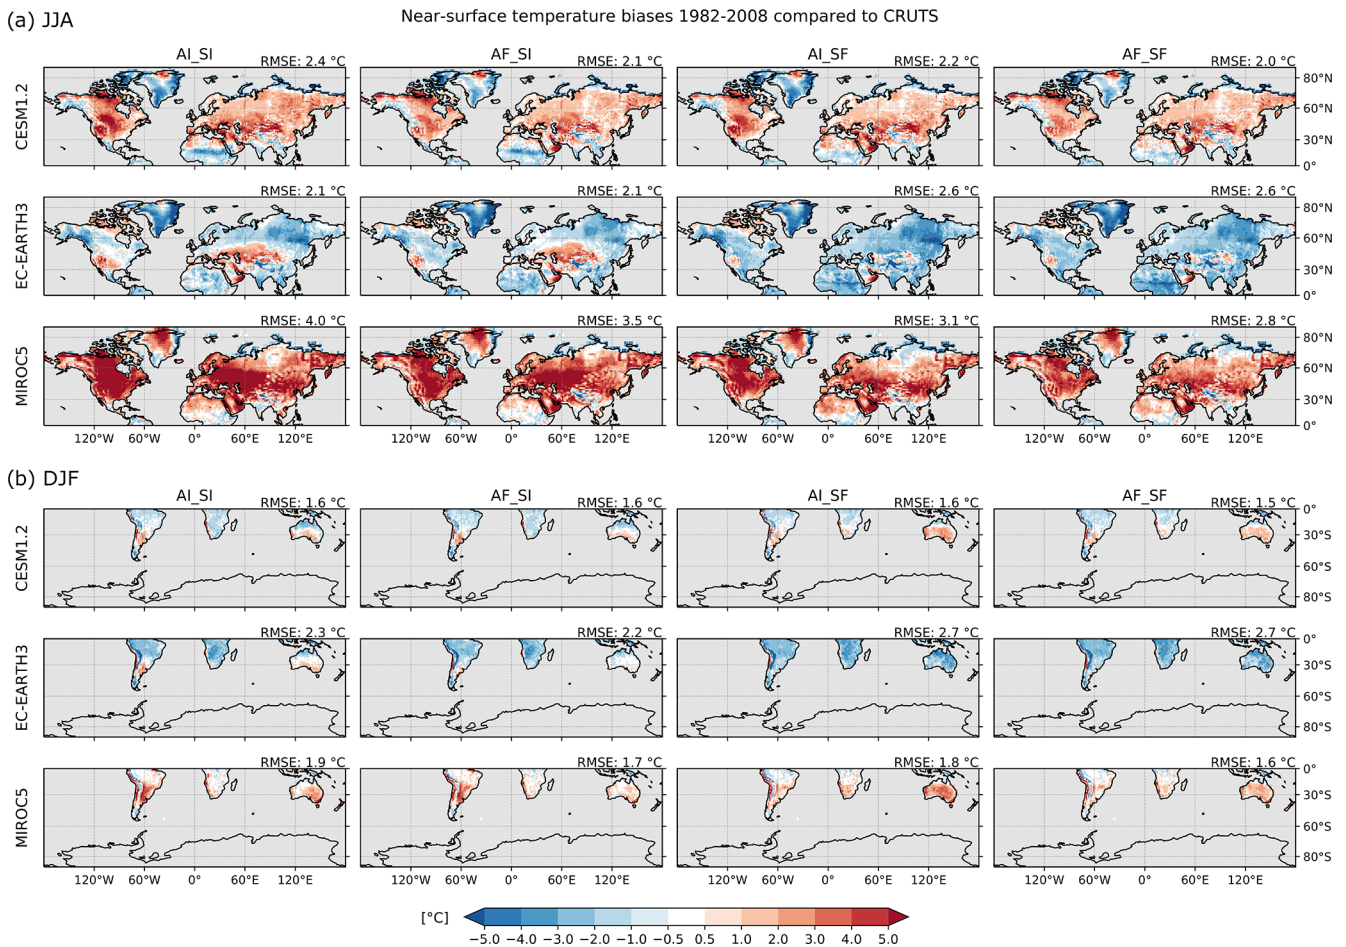 Near-surface temperature biases 1982-2008 compared to CRUTS
(a) JJA
AI_SI AF_SI AI_SF AF_SF
RMSE: 2.4 °C RMSE: 2.1 °C RMSE: 2.2 °C RMSE: 2.0 °C
CESM1.2
80°N
60°N
30°N
0°
RMSE: 2.1 °C RMSE: 2.1 °C RMSE: 2.6 °C RMSE: 2.6 °C
EC-EARTH3
80°N
60°N
30°N
0°
RMSE: 4.0 °C RMSE: 3.5 °C RMSE: 3.1 °C RMSE: 2.8 °C
MIROC5
80°N
60°N
30°N
0°
120°W 60°W 0° 60°E 120°E 120°W 60°W 0° 60°E 120°E 120°W 60°W 0° 60°E 120°E 120°W 60°W 0° 60°E 120°E
(b) DJF
AI_SI AF_SI AI_SF AF_SF
RMSE: 1.6 °C RMSE: 1.6 °C RMSE: 1.6 °C RMSE: 1.5 °C
CESM1.2
0°
30°S
60°S
80°S
RMSE: 2.3 °C RMSE: 2.2 °C RMSE: 2.7 °C RMSE: 2.7 °C
EC-EARTH3
0°
30°S
60°S
80°S
RMSE: 1.9 °C RMSE: 1.7 °C RMSE: 1.8 °C RMSE: 1.6 °C
MIROC5
0°
30°S
60°S
80°S
120°W 60°W 0° 60°E 120°E 120°W 60°W 0° 60°E 120°E 120°W 60°W 0° 60°E 120°E 120°W 60°W 0° 60°E 120°E
[°C]
−5.0 −4.0 −3.0 −2.0 −1.0 −0.5 0.5 1.0 2.0 3.0 4.0 5.0